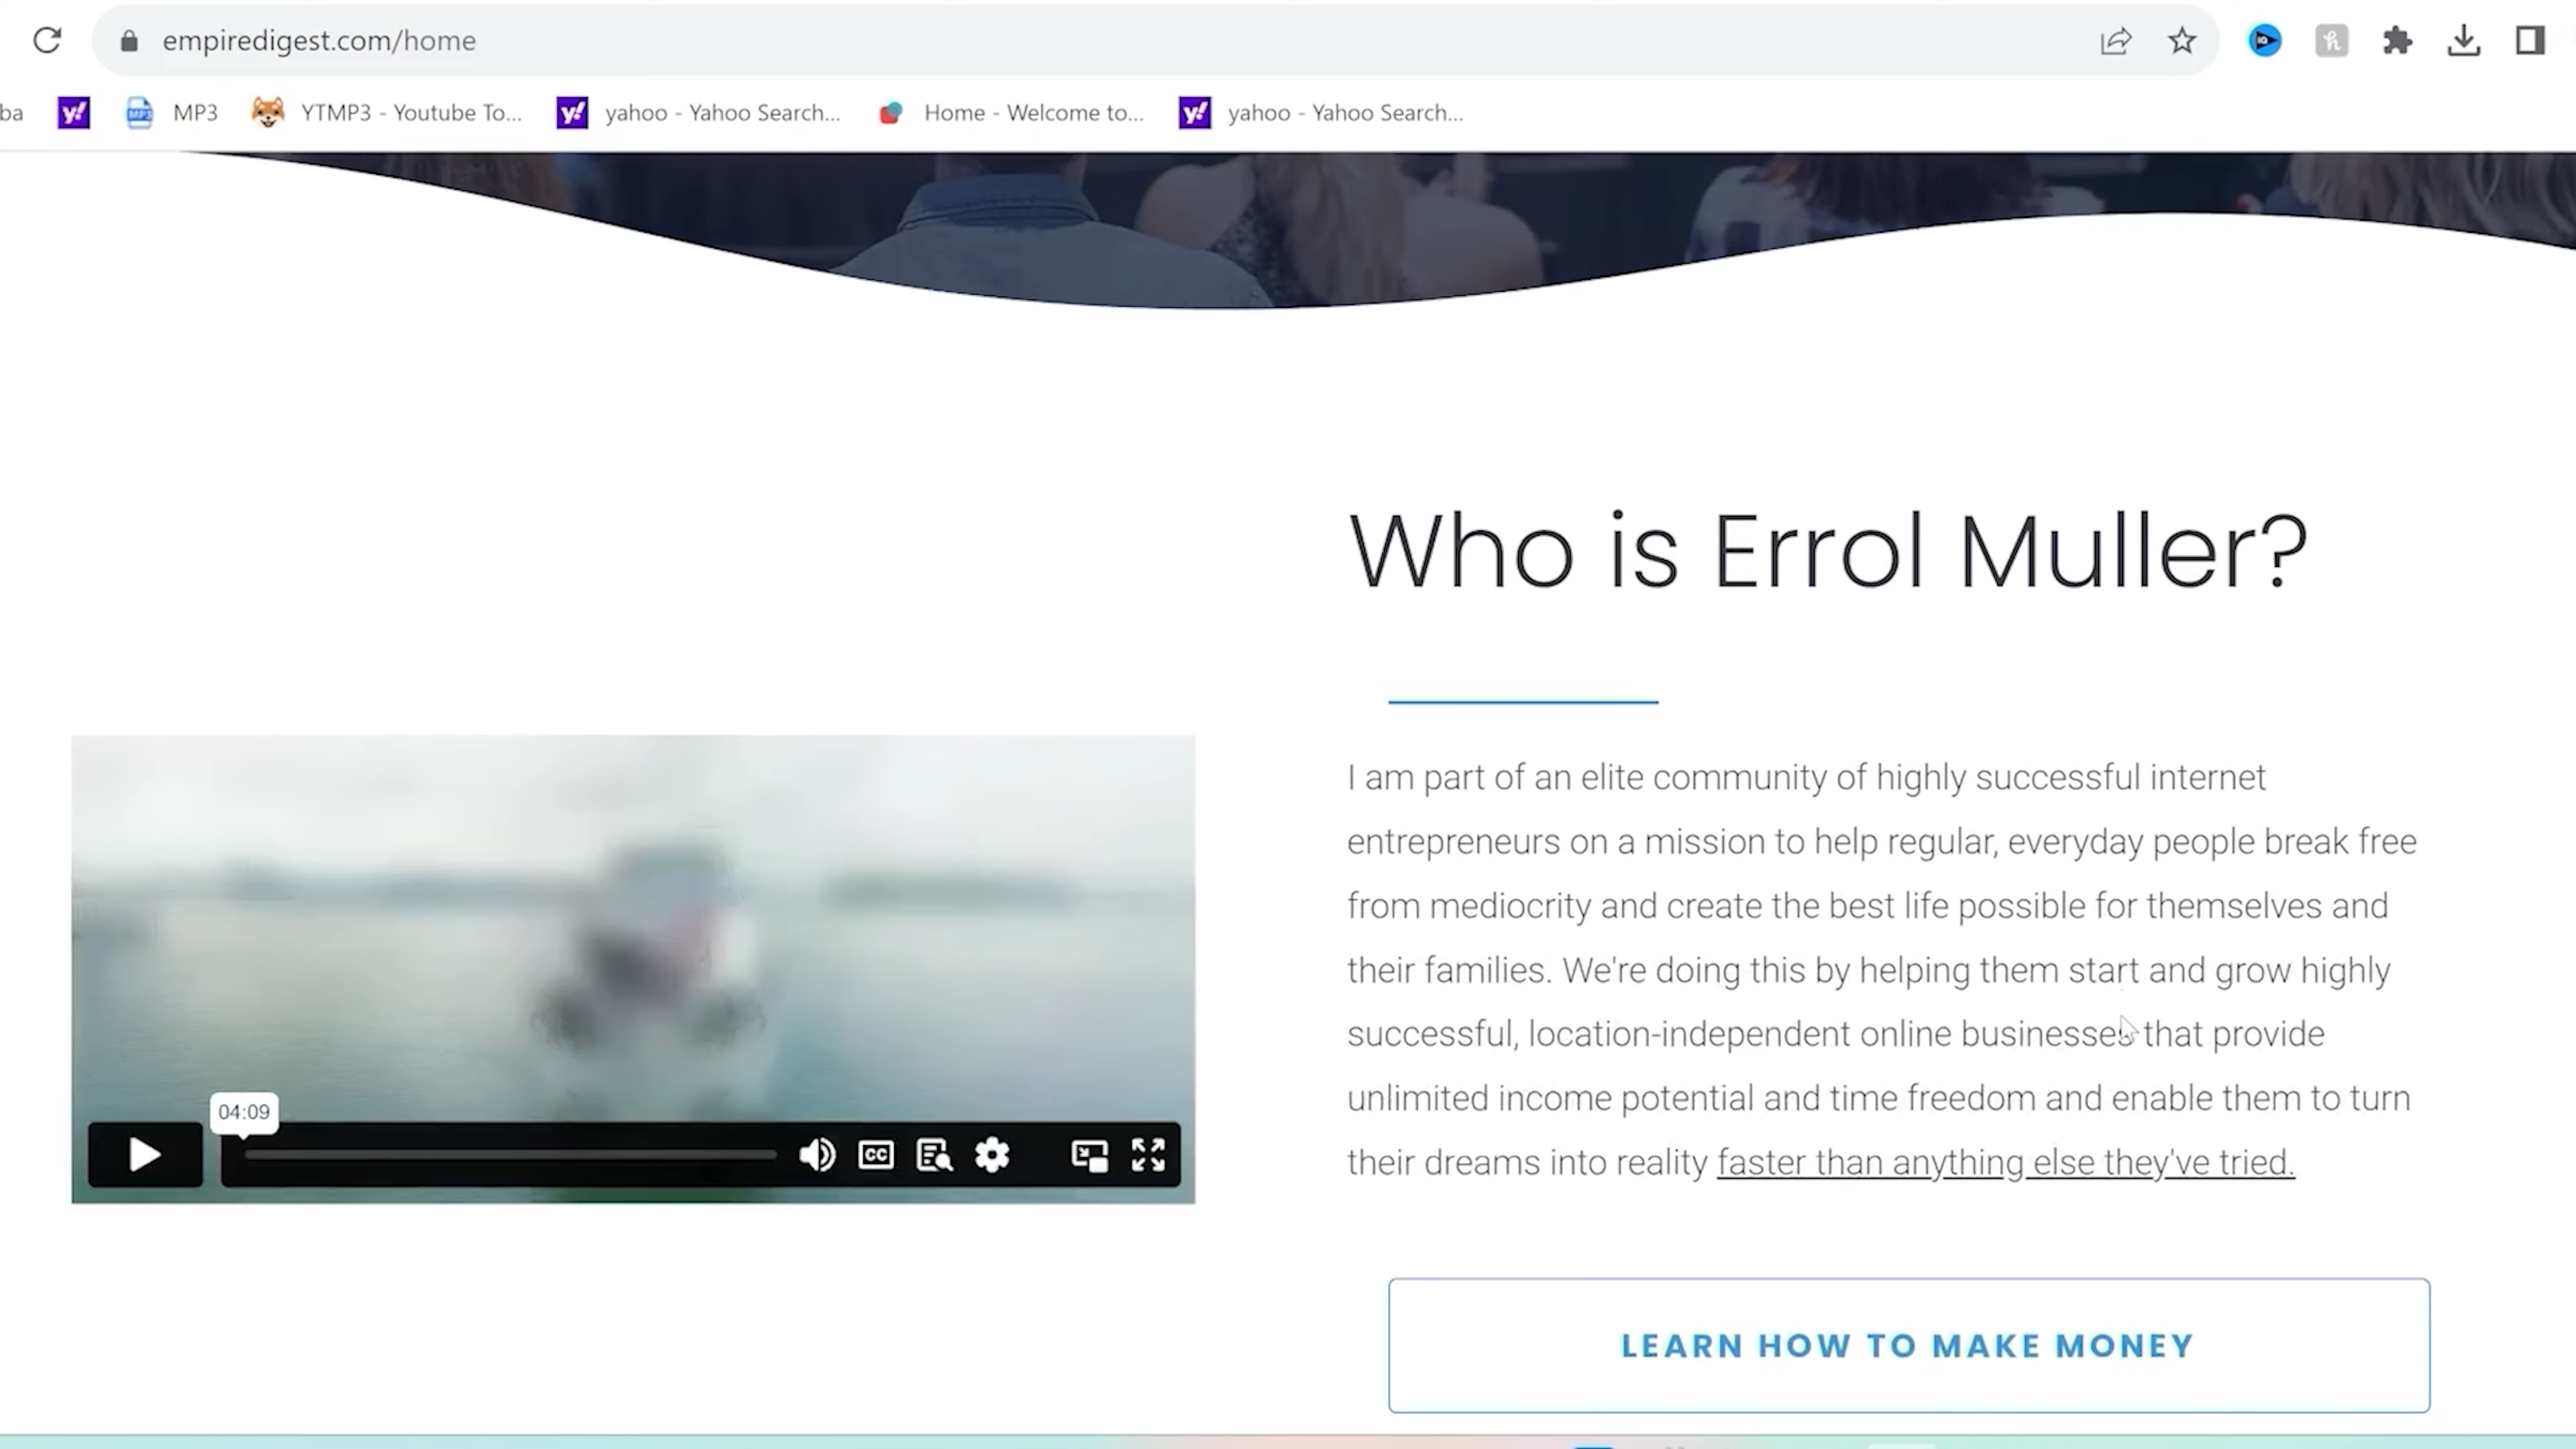 empiredigest.com/home
ba
MP3
YTMP3 - Youtube To...
yahoo - Yahoo Search...
Home - Welcome to...
yahoo - Yahoo Search...
Who is Errol Muller?
I am part of an elite community of highly successful internet
entrepreneurs on a mission to help regular, everyday people break free
from mediocrity and create the best life possible for themselves and
their families. We're doing this by helping them start and grow highly
successful, location-independent online businesses that provide
unlimited income potential and time freedom and enable them to turn
their dreams into reality faster than anything else they've tried.
04:09
CC
LEARN HOW TO MAKE MONEY